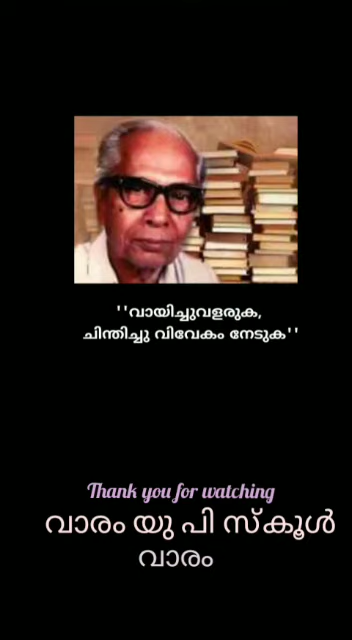 ''വായിച്ചുവളരുക,
ചിന്തിച്ചു വിവേകം നേടുക''
Thank you for watching
വാരം യു പി സ്കൂൾ
വാരം